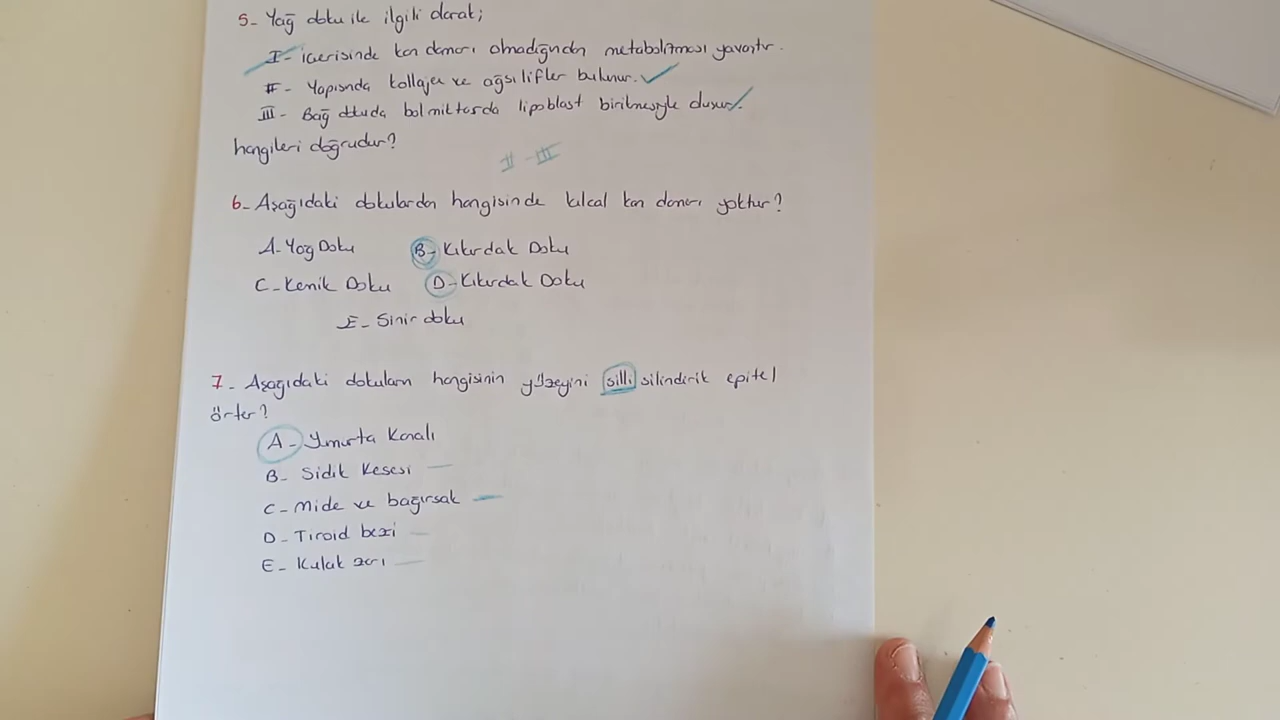 5- Yağ doku ile ilgili olarak;
I- içerisinde kan damarı olmadığından metabolizması yavaştır.
II- Yapısında kollajen ve ağsı lifler bulunur.
III- Bağ dokuda bol miktarda lipoblast birikmesiyle oluşur.
hangileri doğrudur?
II-III
6- Aşağıdaki dokulardan hangisinde kılcal kan damarı yoktur?
A- Yağ Doku B- Kıkırdak Doku
C- Kemik Doku D- Kıkırdak Doku
E- Sinir doku
7- Aşağıdaki dokuların hangisinin yüzeyini silli silindirik epitel
örter?
A- Yumurta Kanalı
B- Sidik Kesesi
C- Mide ve bağırsak
D- Tiroid bezi
E- Kulak zarı